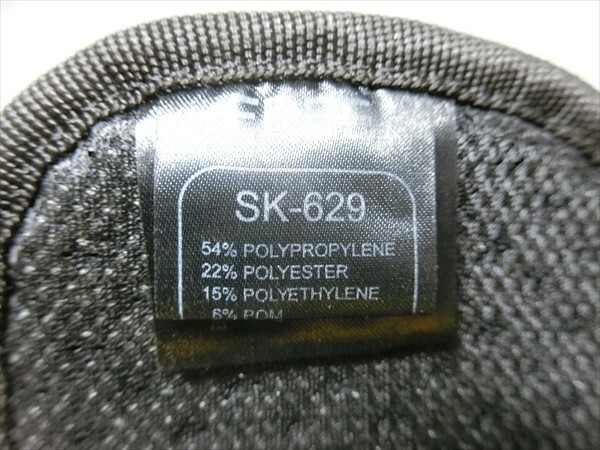 SK-629
54% POLYPROPYLENE
22% POLYESTER
15% POLYETHYLENE
6% POM